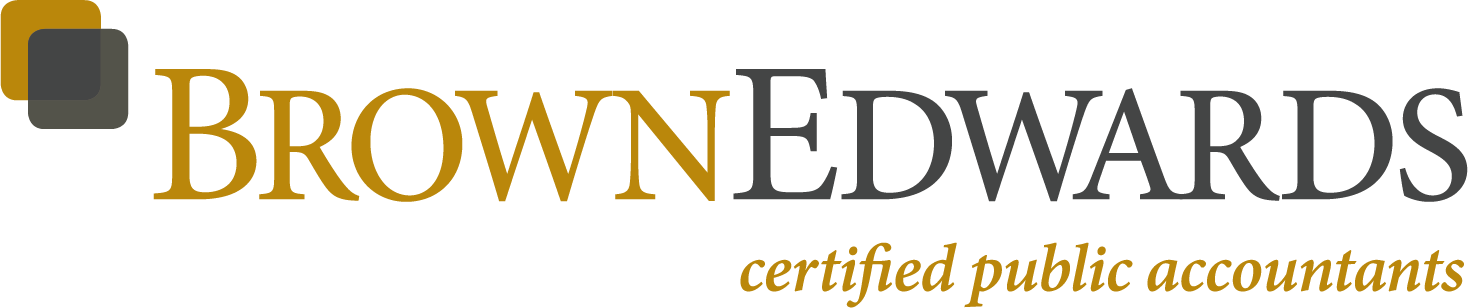 BROWNEDWARDS
certified public accountants